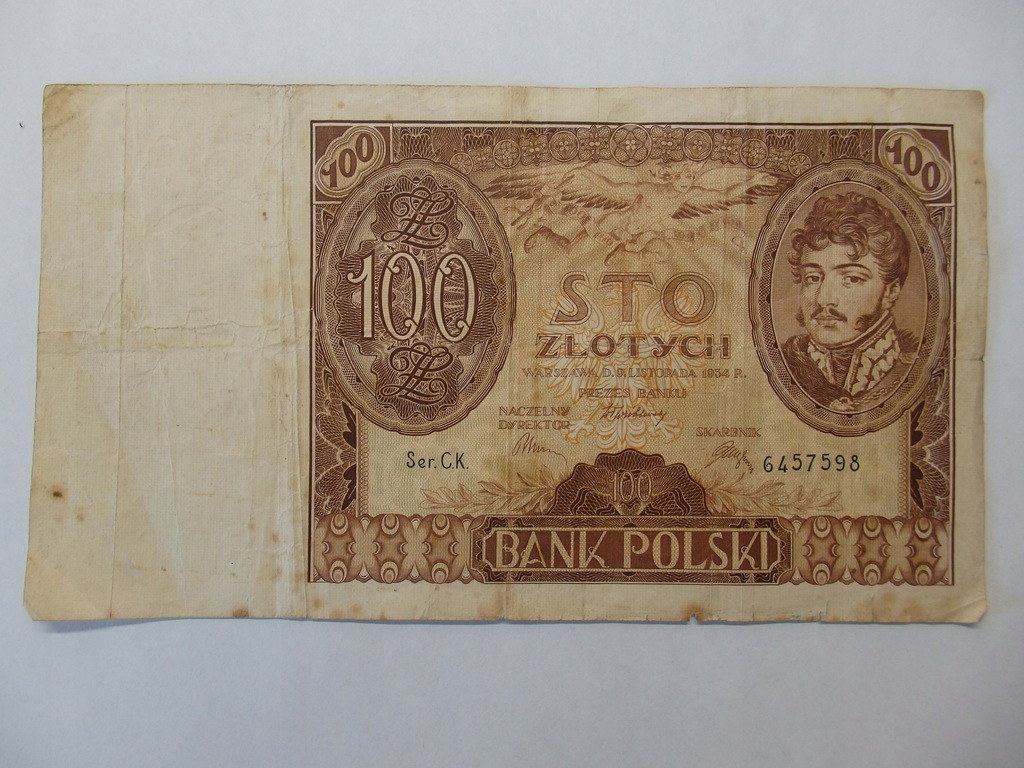 100
100
100
STO
ZŁOTYCH
WARSZAWA, D. 9. LISTOPADA 1934 R.
PREZES BANKU
NACZELNY
DYREKTOR
SKARBNIK
Ser. C.K.
6457598
100
BANK POLSKI